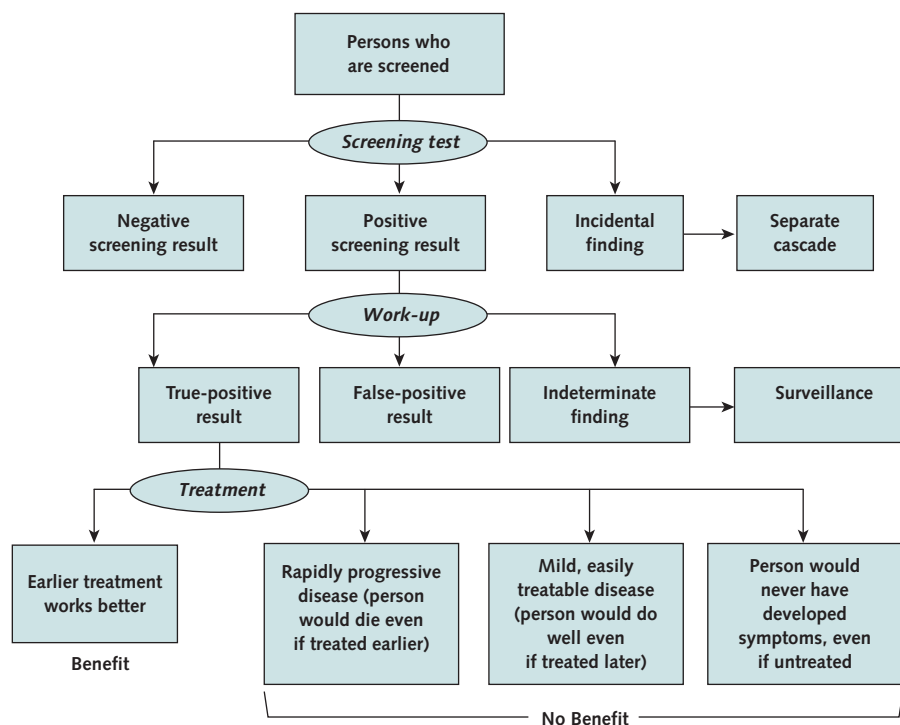 Persons who
are screened
Screening test
Negative
screening result
Positive
screening result
Incidental
finding
Separate
cascade
Work-up
True-positive
result
False-positive
result
Indeterminate
finding
Surveillance
Treatment
Earlier treatment
works better
Rapidly progressive
disease (person
would die even
if treated earlier)
Mild, easily
treatable disease
(person would do
well even
if treated later)
Person would
never have
developed
symptoms, even
if untreated
Benefit
No Benefit